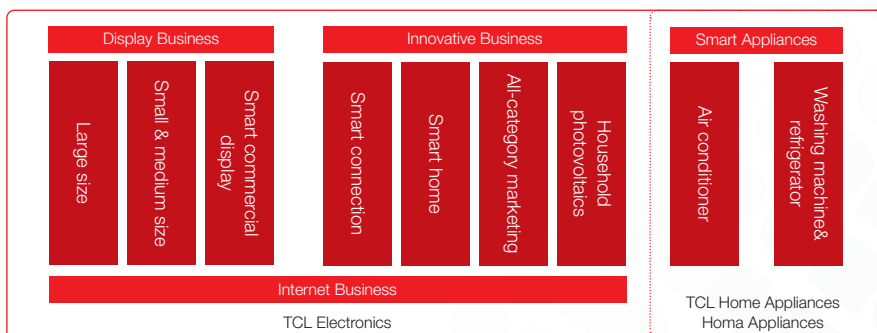 Display Business
Innovative Business
Smart Appliances
Large size
Small & medium size
Smart commercial
display
Smart connection
Smart home
All-category marketing
Household
photovoltaics
Air conditioner
Washing machine&
refrigerator
Internet Business
TCL Electronics
TCL Home Appliances
Homa Appliances